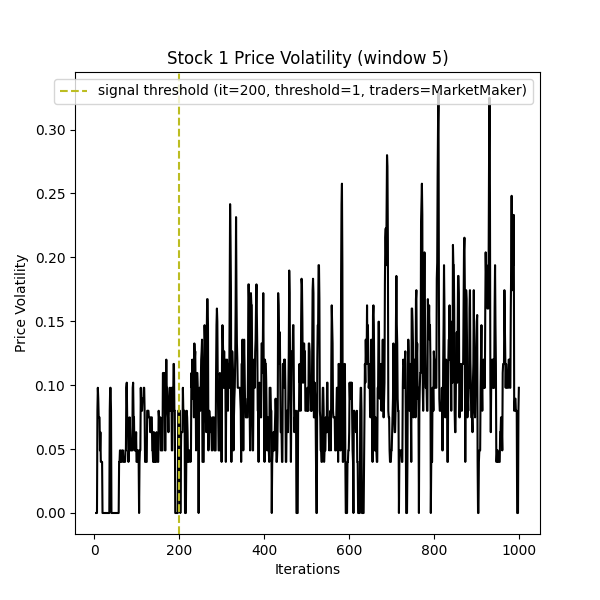 Stock 1 Price Volatility (window 5)
signal threshold (it=200, threshold=1, traders=MarketMaker)
0.30
0.25
0.20
0.15
0.10
0.05
0.00
Price Volatility
0 200 400 600 800 1000
Iterations